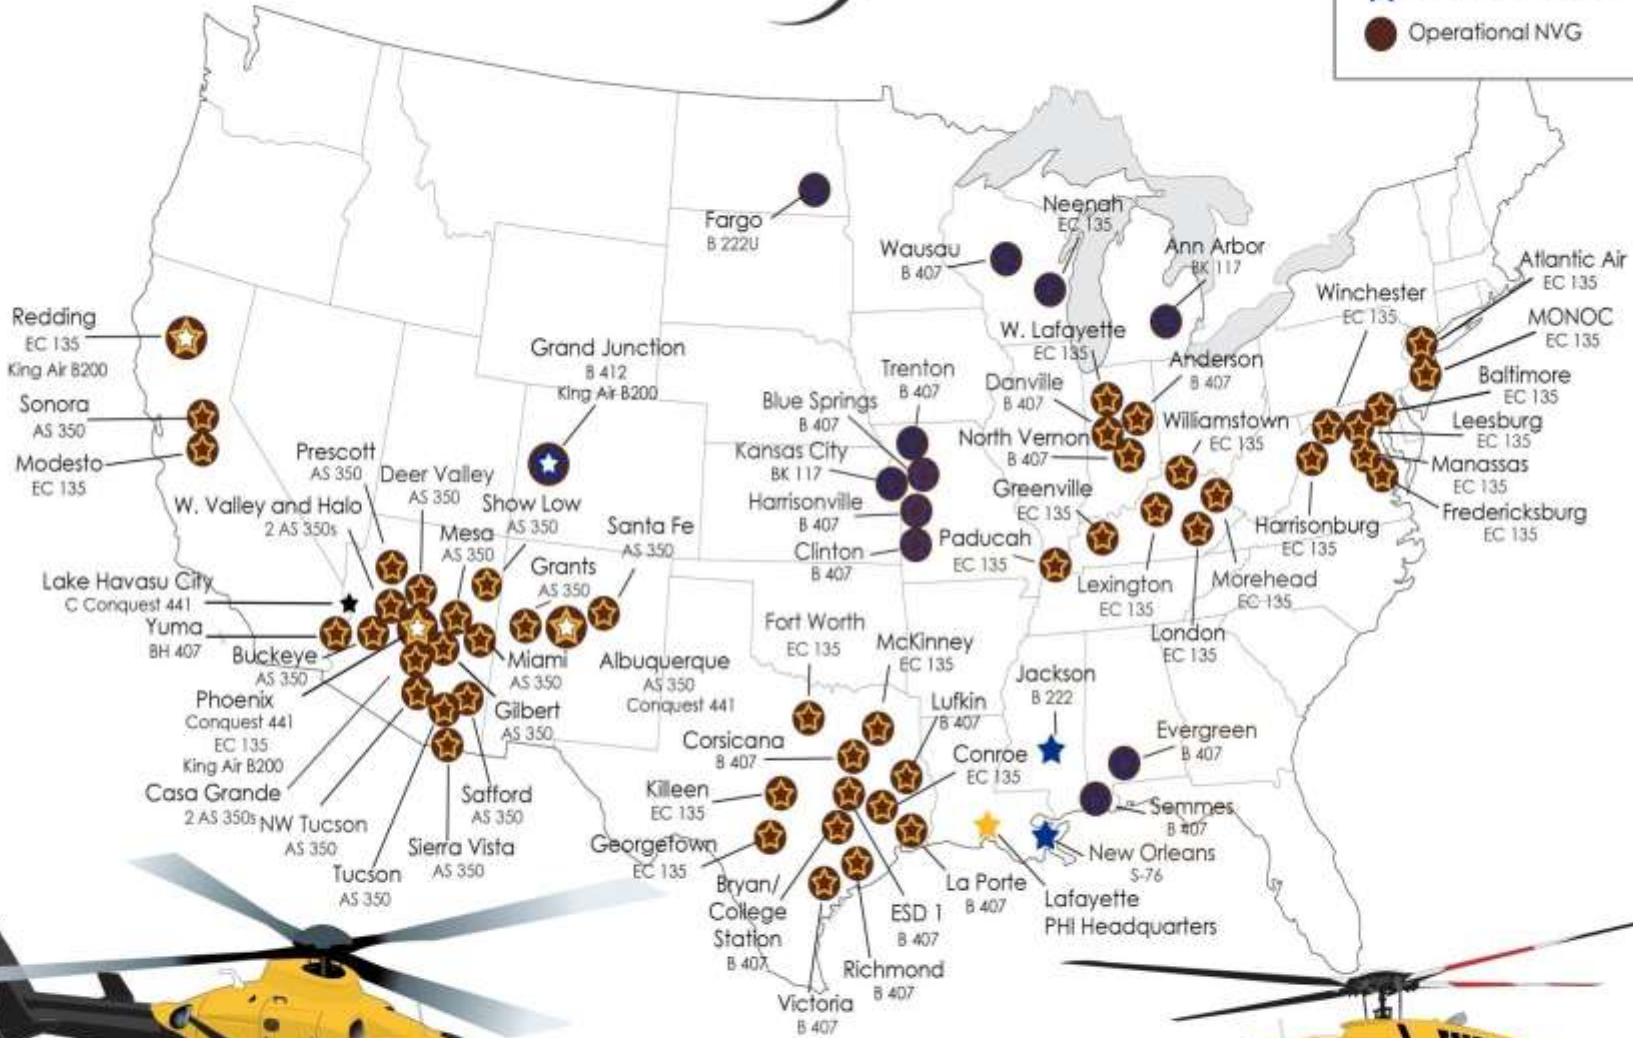 Operational NVG
Fargo
B 222U
Neenah
EC 135
Wausau
B 407
Ann Arbor
BK 117
Atlantic Air
EC 135
Winchester
EC 135
MONOC
EC 135
Redding
EC 135
King Air B200
W. Lafayette
EC 135
Grand Junction
B 412
King Air B200
Anderson
B 407
Trenton
B 407
Danville
B 407
Baltimore
EC 135
Sonora
AS 350
Blue Springs
B 407
Williamstown
EC 135
Leesburg
EC 135
North Vernon
B 407
Kansas City
BK 117
Modesto
EC 135
Prescott
AS 350
Deer Valley
AS 350
Manassas
EC 135
Greenville
EC 135
W. Valley and Halo
2 AS 350s
Show Low
AS 350
Harrisonville
B 407
Fredericksburg
EC 135
Mesa
AS 350
Santa Fe
AS 350
Harrisonburg
EC 135
Clinton
B 407
Paducah
EC 135
Grants
AS 350
Lake Havasu City
C Conquest 441
Lexington
EC 135
Morehead
EC 135
Yuma
BH 407
Fort Worth
EC 135
London
EC 135
McKinney
EC 135
Buckeye
AS 350
Miami
AS 350
Albuquerque
AS 350
Conquest 441
Jackson
B 222
Phoenix
Conquest 441
EC 135
King Air B200
Gilbert
AS 350
Lufkin
B 407
Evergreen
B 407
Corsicana
B 407
Conroe
EC 135
Casa Grande
2 AS 350s
Killeen
EC 135
Safford
AS 350
Semmes
B 407
NW Tucson
AS 350
Sierra Vista
AS 350
Georgetown
EC 135
New Orleans
S-76
Tucson
AS 350
Bryan/
College
Station
B 407
La Porte
B 407
Lafayette
PHI Headquarters
ESD 1
B 407
Richmond
B 407
Victoria
B 407